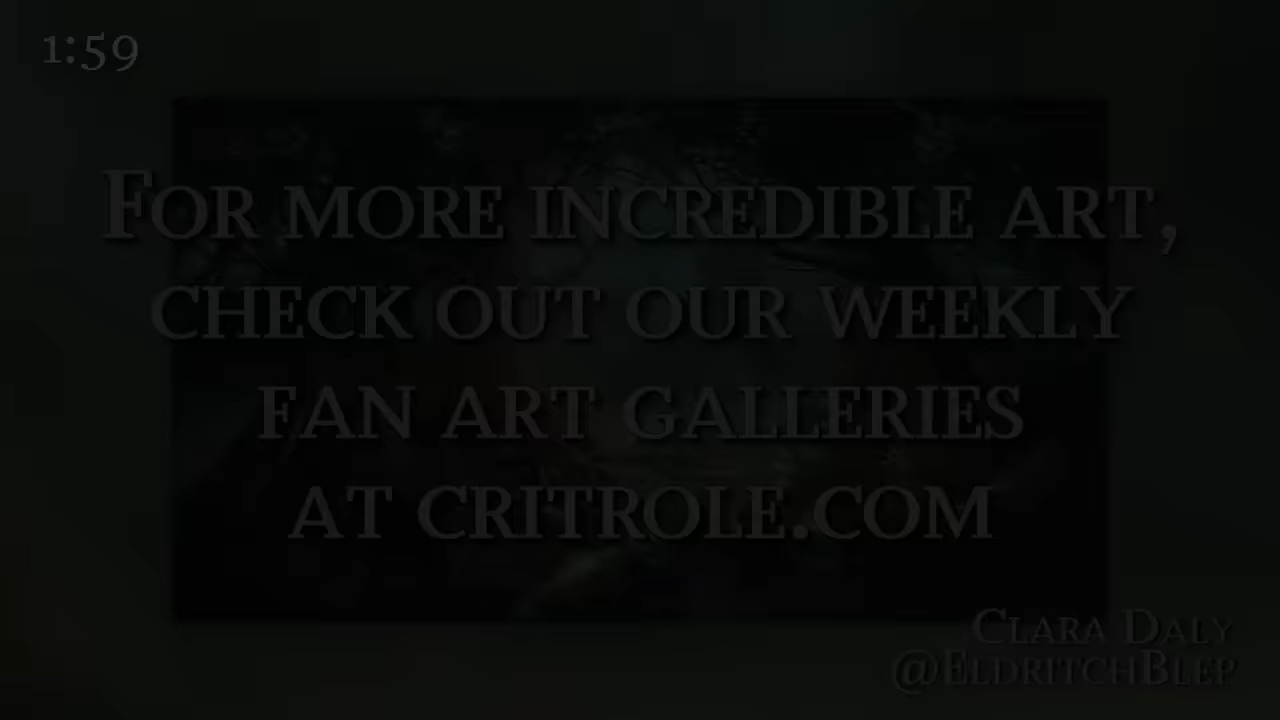 1:59
For more incredible art,
check out our weekly
fan art galleries
at critrole.com
Clara Daly
@EldritchBlep